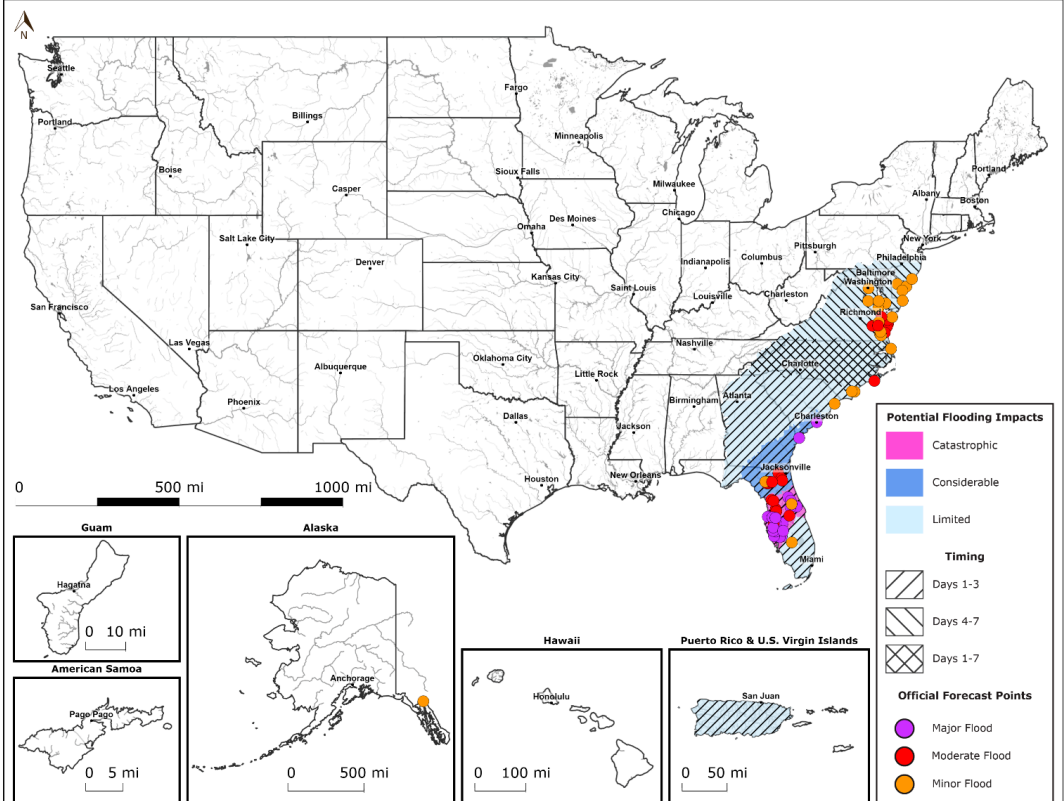 N
Seattle
Portland
Fargo
Billings
Minneapolis
Boise
Portland
Sioux Falls
Casper
Milwaukee
Albany
Boston
Chicago
Des Moines
Omaha
Salt Lake City
New York
Pittsburgh
Columbus
Philadelphia
Denver
Indianapolis
Baltimore
Kansas City
Washington
Saint Louis
Charleston
Louisville
San Francisco
Richmond
Las Vegas
Nashville
Oklahoma City
Charlotte
Albuquerque
Little Rock
Los Angeles
Birmingham
Atlanta
Phoenix
Dallas
Charleston
Jackson
Jacksonville
New Orleans
Houston
Miami
0 500 mi 1000 mi
Guam
Hagatna
0 10 mi
American Samoa
Pago Pago
0 5 mi
Alaska
Anchorage
0 500 mi
Hawaii
Honolulu
0 100 mi
Puerto Rico & U.S. Virgin Islands
San Juan
0 50 mi
Potential Flooding Impacts
Catastrophic
Considerable
Limited
Timing
Days 1-3
Days 4-7
Days 1-7
Official Forecast Points
Major Flood
Moderate Flood
Minor Flood